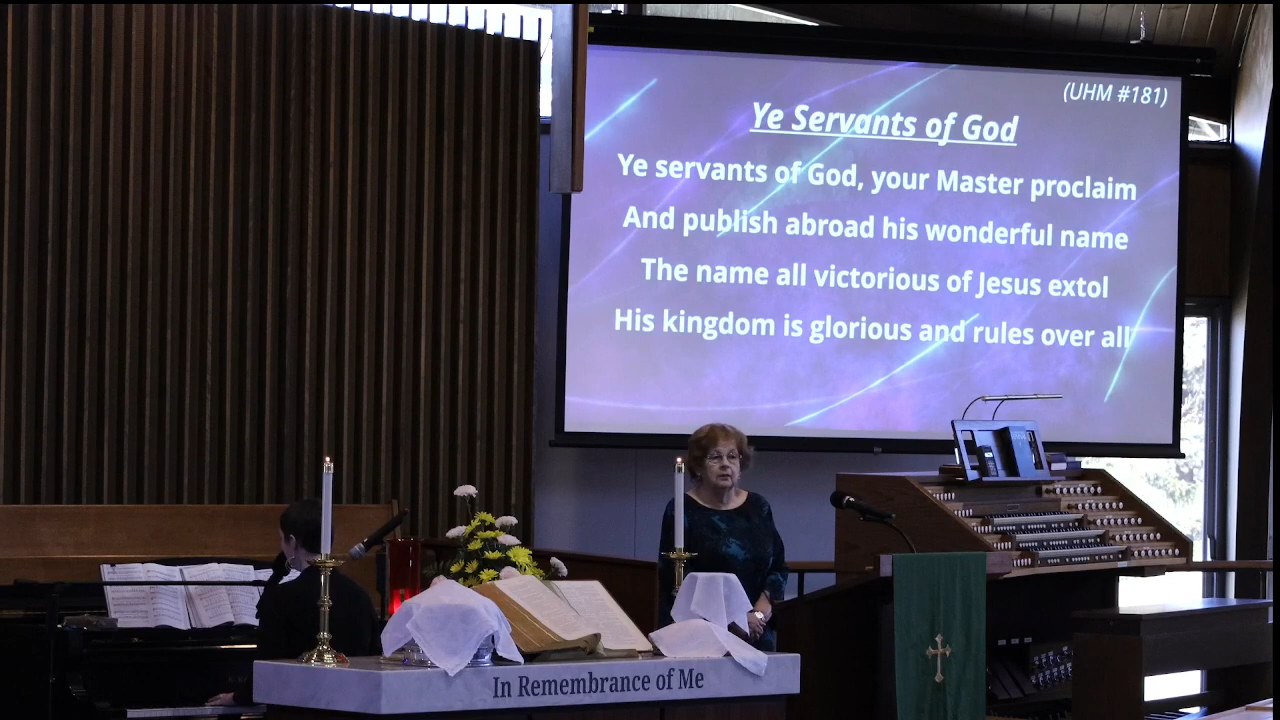 (UHM #181)
Ye Servants of God
Ye servants of God, your Master proclaim
And publish abroad his wonderful name
The name all victorious of Jesus extol
His kingdom is glorious and rules over all
In Remembrance of Me